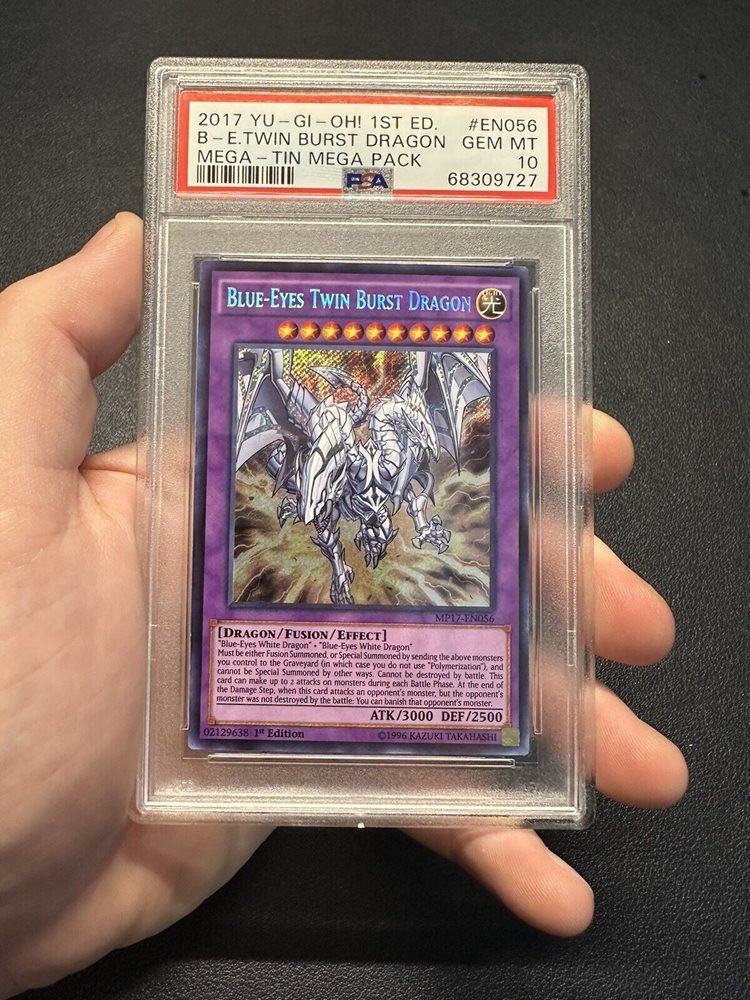 2017 YU-GI-OH! 1ST ED. #EN056
B-E.TWIN BURST DRAGON GEM MT
MEGA-TIN MEGA PACK 10
PSA 68309727
BLUE-EYES TWIN BURST DRAGON
LIGHT
光
MP17-EN056
[DRAGON/FUSION/EFFECT]
"Blue-Eyes White Dragon" + "Blue-Eyes White Dragon"
Must be either Fusion Summoned, or Special Summoned by sending the above monsters
you control to the Graveyard (in which case you do not use "Polymerization"), and
cannot be Special Summoned by other ways. Cannot be destroyed by battle. This
card can make up to 2 attacks on monsters during each Battle Phase. At the end of
the Damage Step, when this card attacks an opponent's monster, but the opponent's
monster was not destroyed by the battle: You can banish that opponent's monster.
ATK/3000 DEF/2500
02129638 1st Edition ©1996 KAZUKI TAKAHASHI